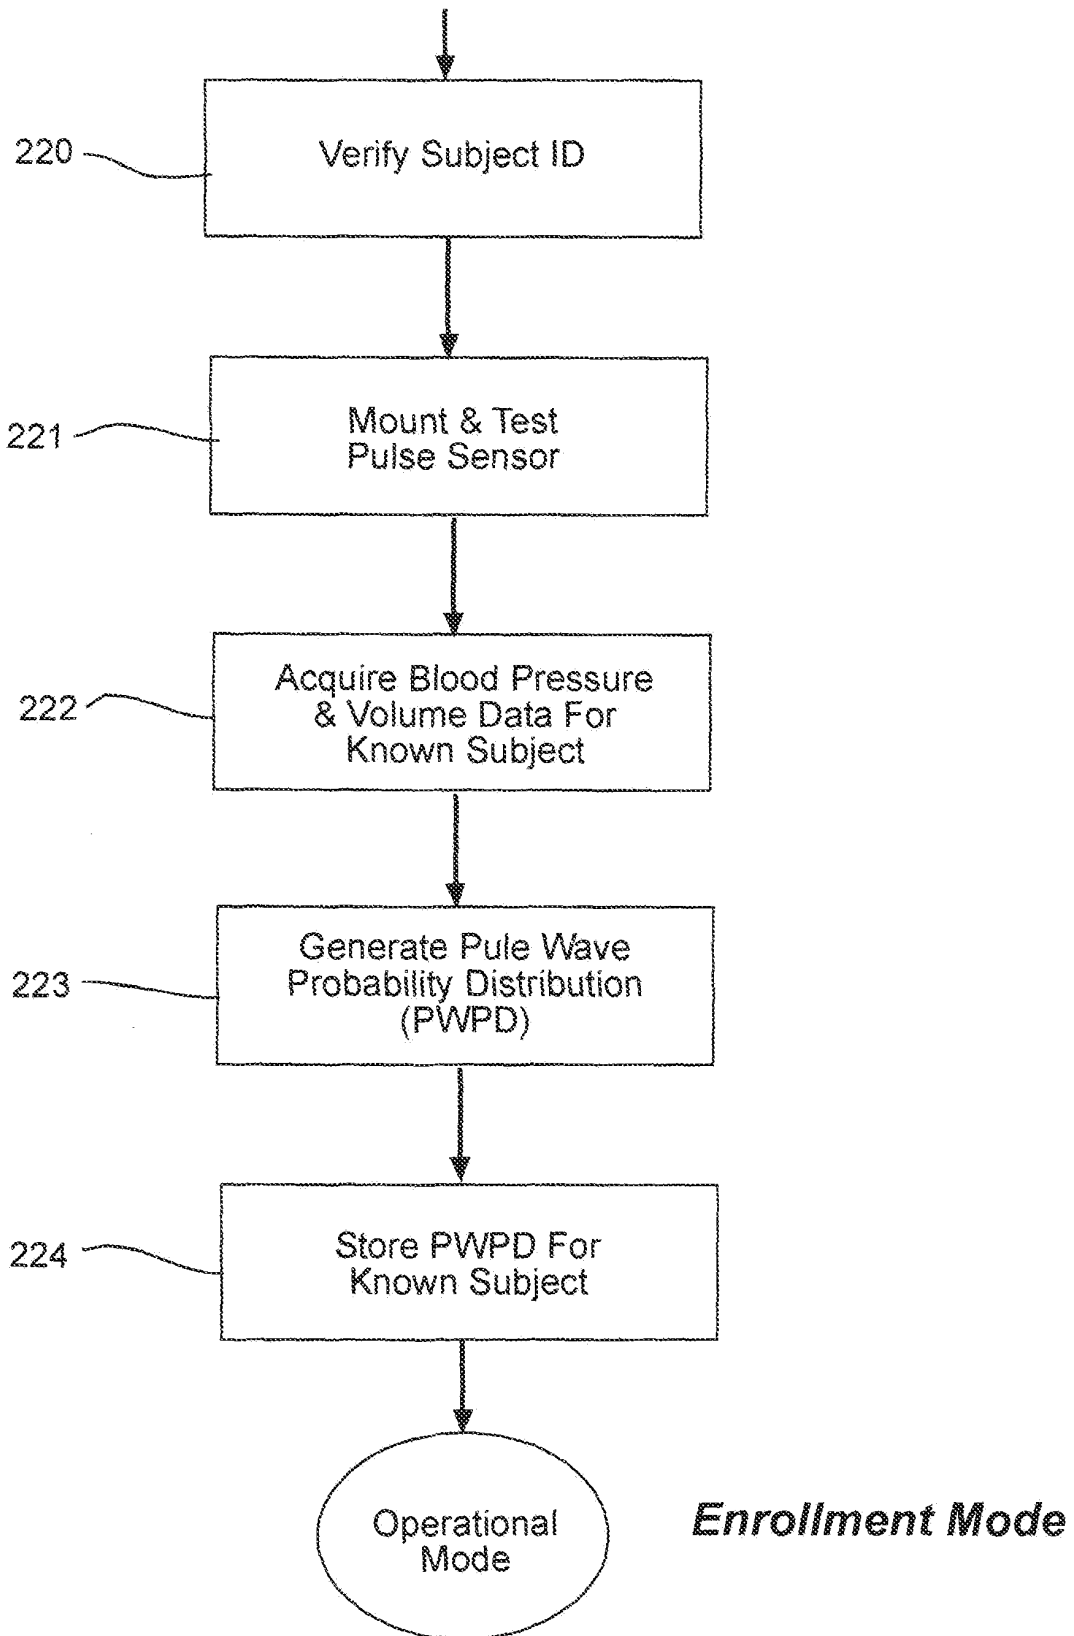 220
Verify Subject ID
221
Mount & Test
Pulse Sensor
222
Acquire Blood Pressure
& Volume Data For
Known Subject
223
Generate Pule Wave
Probability Distribution
(PWPD)
224
Store PWPD For
Known Subject
Operational
Mode
Enrollment Mode